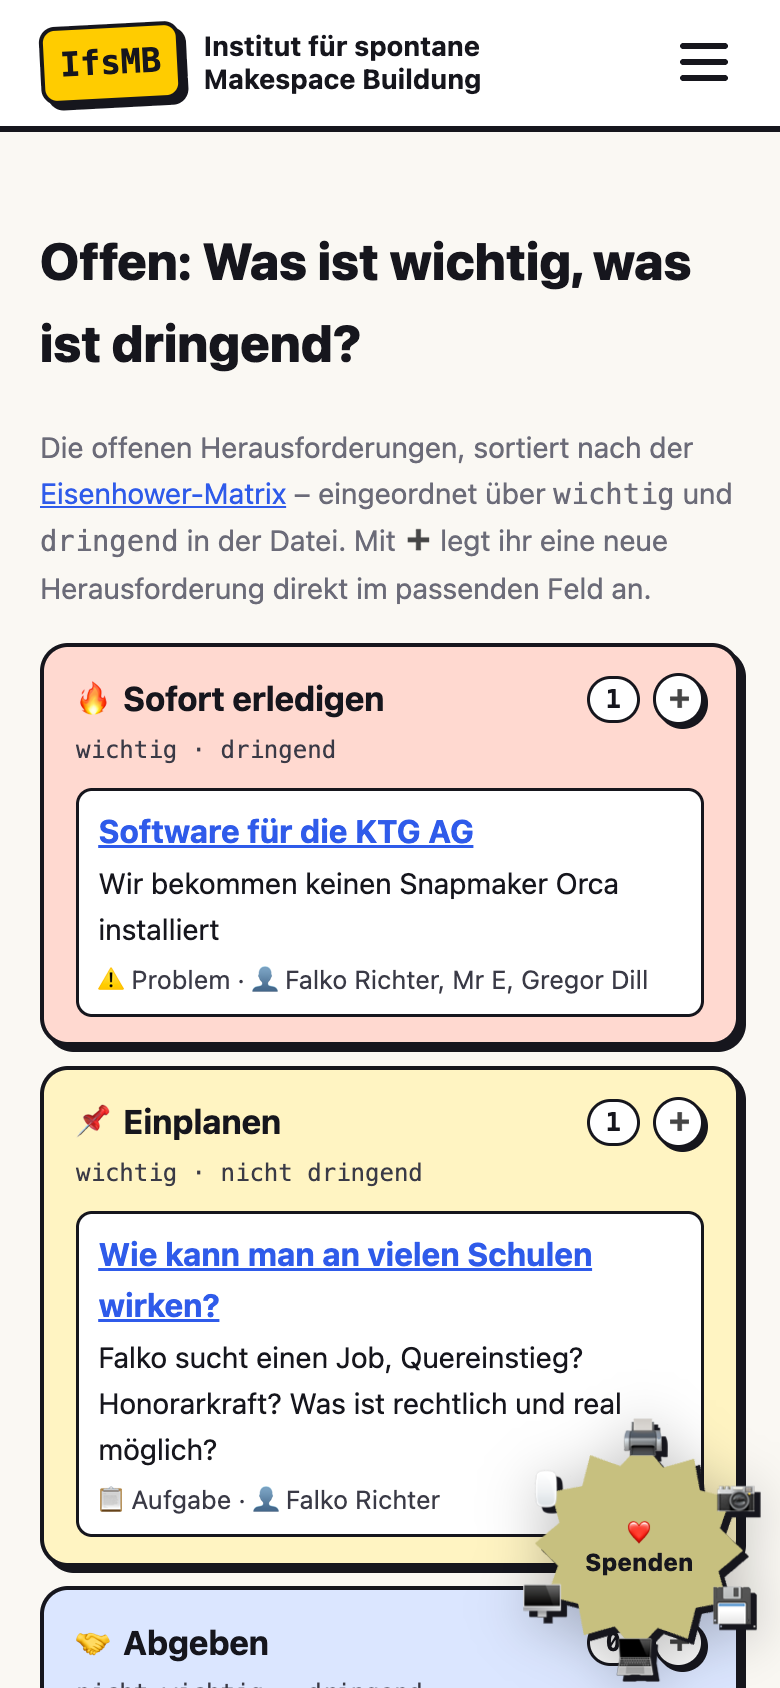 IfsMB
Institut für spontane
Makespace Buildung
Offen: Was ist wichtig, was
ist dringend?
Die offenen Herausforderungen, sortiert nach der
Eisenhower-Matrix – eingeordnet über wichtig und
dringend in der Datei. Mit ➕ legt ihr eine neue
Herausforderung direkt im passenden Feld an.
🔥 Sofort erledigen 1 +
wichtig · dringend
Software für die KTG AG
Wir bekommen keinen Snapmaker Orca
installiert
⚠️ Problem · 👤 Falko Richter, Mr E, Gregor Dill
📌 Einplanen 1 +
wichtig · nicht dringend
Wie kann man an vielen Schulen
wirken?
Falko sucht einen Job, Quereinstieg?
Honorarkraft? Was ist rechtlich und real
möglich?
📋 Aufgabe · 👤 Falko Richter
❤️
Spenden
🤝 Abgeben
nicht wichtig · dringend